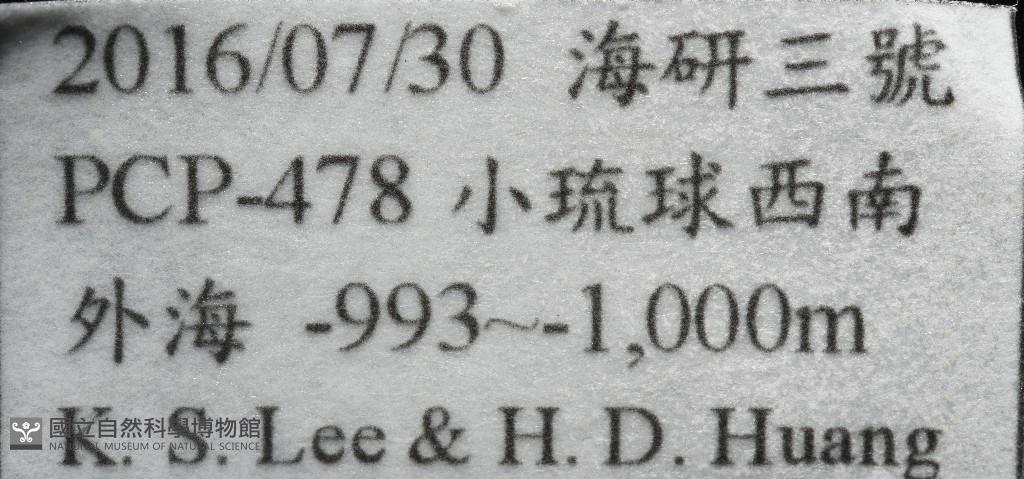 2016/07/30 海研三號
PCP-478 小琉球西南
外海 -993~-1,000m
K. S. Lee & H. D. Huang
國立自然科學博物館
NATIONAL MUSEUM OF NATURAL SCIENCE